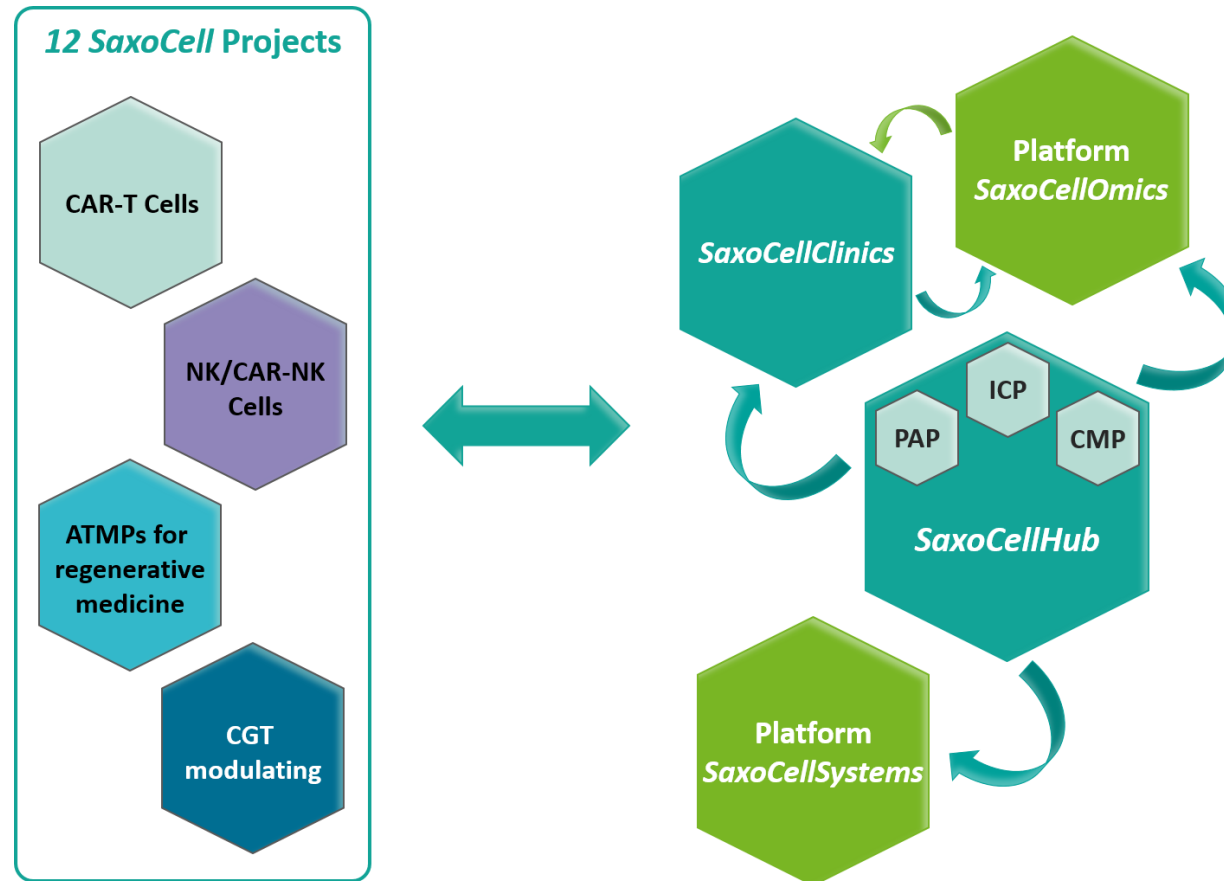 12 SaxoCell Projects
CAR-T Cells
NK/CAR-NK
Cells
ATMPs for
regenerative
medicine
CGT
modulating
Platform
SaxoCellOmics
SaxoCellClinics
ICP
PAP
CMP
SaxoCellHub
Platform
SaxoCellSystems